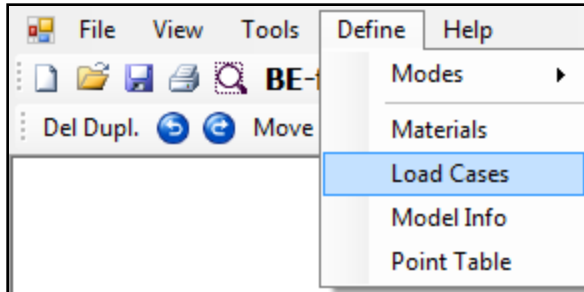 File View Tools Define Help
BE-
Modes
Del Dupl. Move
Materials
Load Cases
Model Info
Point Table